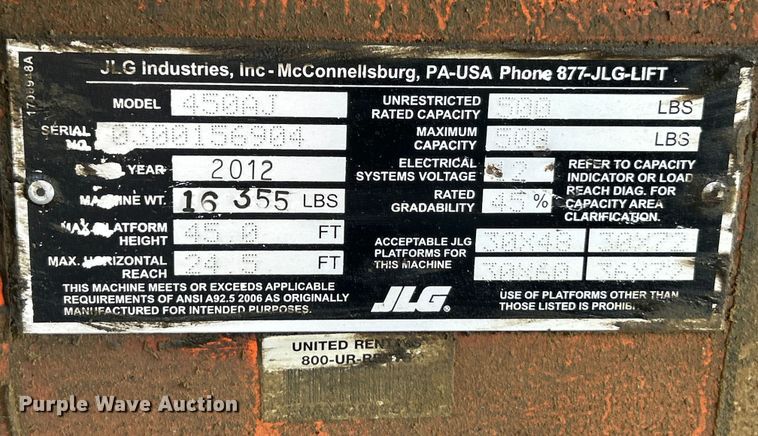 JLG Industries, Inc - McConnellsburg, PA-USA Phone 877-JLG-LIFT
MODEL 450AJ
SERIAL NO. 0300156904
YEAR 2012
MACHINE WT. 16 355 LBS
MAX. PLATFORM HEIGHT 45 0 FT
MAX. HORIZONTAL REACH 24 5 FT
THIS MACHINE MEETS OR EXCEEDS APPLICABLE
REQUIREMENTS OF ANSI A92.5 2006 AS ORIGINALLY
MANUFACTURED FOR INTENDED PURPOSES.
UNRESTRICTED RATED CAPACITY 500 LBS
MAXIMUM CAPACITY 500 LBS
ELECTRICAL SYSTEMS VOLTAGE
RATED GRADABILITY 45 %
REFER TO CAPACITY
INDICATOR OR LOAD
REACH DIAG. FOR
CAPACITY AREA
CLARIFICATION.
ACCEPTABLE JLG
PLATFORMS FOR
THIS MACHINE
30X48
30X72
30X60
JLG®
USE OF PLATFORMS OTHER THAN
THOSE LISTED IS
UNITED
Purple Wave Auction